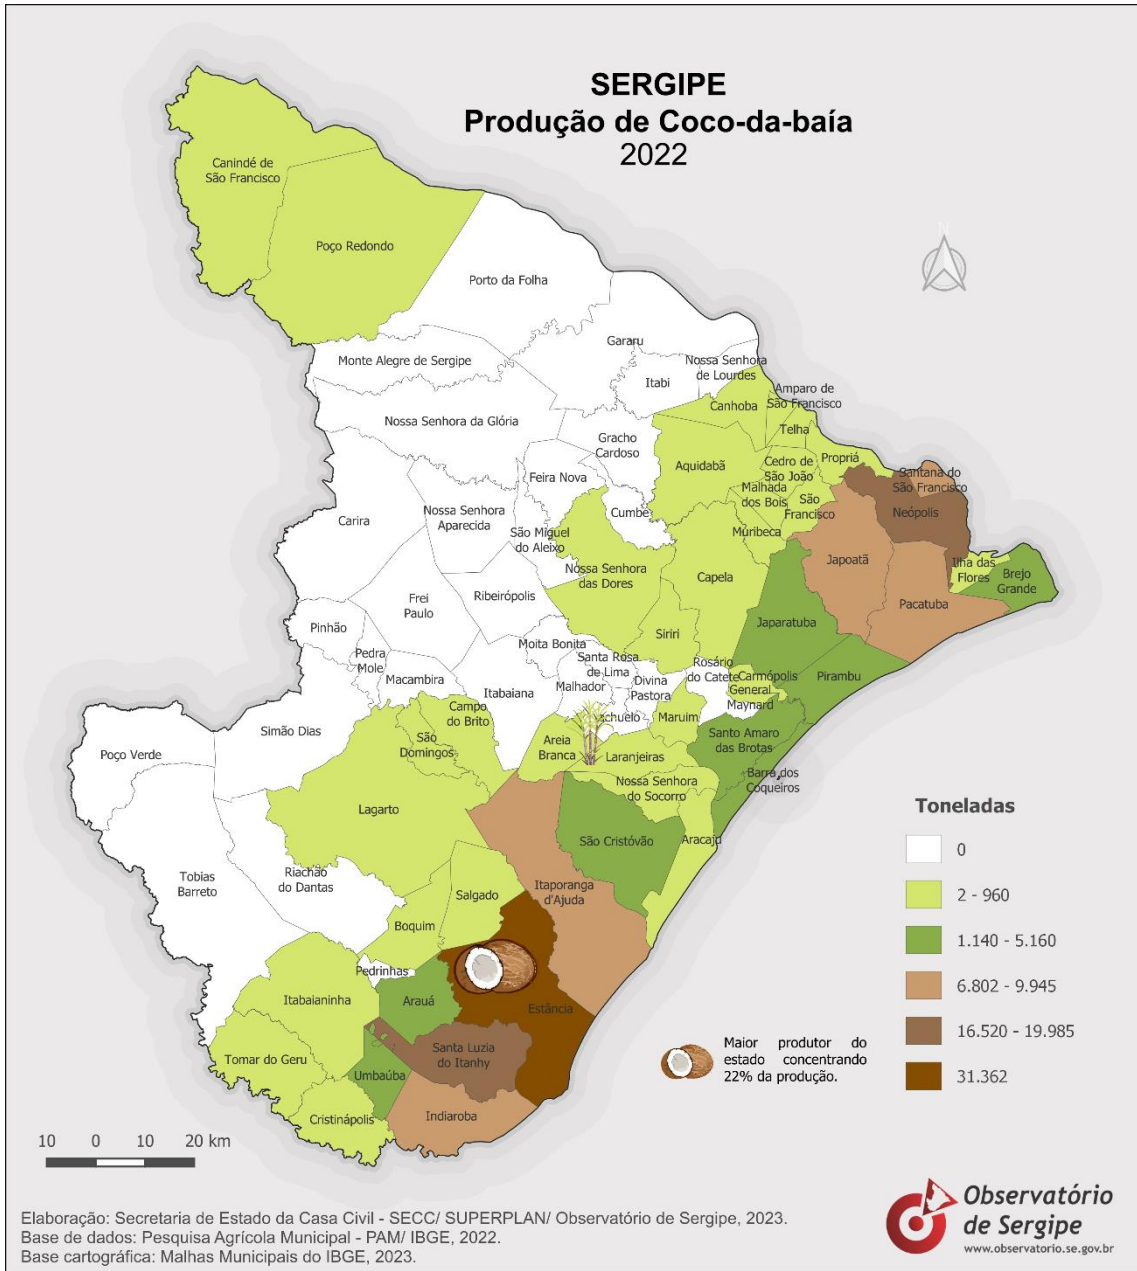 SERGIPE
Produção de Coco-da-baía
2022
Canindé de
São Francisco
Poço Redondo
Porto da Folha
Gararu
Monte Alegre de Sergipe
Nossa Senhora
de Lourdes
Itabi
Amparo de
São Francisco
Canhoba
Nossa Senhora da Glória
Telha
Gracho
Cardoso
Propriá
Aquidabã
Cedro de
São João
Santana do
São Francisco
Feira Nova
Malhada
dos Bois
São
Francisco
Neópolis
Cumbe
Carira
Nossa Senhora
Aparecida
São Miguel
do Aleixo
Muribeca
Japoatã
Ilha das
Flores
Brejo
Grande
Nossa Senhora
das Dores
Capela
Ribeirópolis
Frei
Paulo
Pacatuba
Japaratuba
Pinhão
Siriri
Moita Bonita
Pedra
Mole
Santa Rosa
de Lima
Rosário
do Catete
Carmópolis
Pirambu
Macambira
Itabaiana
Malhador
Divina
Pastora
General
Maynard
Campo
do Brito
chuelo
Maruim
Simão Dias
São
Domingos
Areia
Branca
Santo Amaro
das Brotas
Poço Verde
Laranjeiras
Nossa Senhora
do Socorro
Barra dos
Coqueiros
Lagarto
São Cristóvão
Aracaju
Tobias
Barreto
Riachão
do Dantas
Itaporanga
d'Ajuda
Salgado
Boquim
Pedrinhas
Itabaianinha
Arauá
Estância
Tomar do Geru
Santa Luzia
do Itanhy
Umbaúba
Cristinápolis
Indiaroba
Toneladas
0
2 - 960
1.140 - 5.160
6.802 - 9.945
16.520 - 19.985
31.362
Maior produtor do
estado concentrando
22% da produção.
10 0 10 20 km
Elaboração: Secretaria de Estado da Casa Civil - SECC/ SUPERPLAN/ Observatório de Sergipe, 2023.
Base de dados: Pesquisa Agrícola Municipal - PAM/ IBGE, 2022.
Base cartográfica: Malhas Municipais do IBGE, 2023.
Observatório
de Sergipe
www.observatorio.se.gov.br